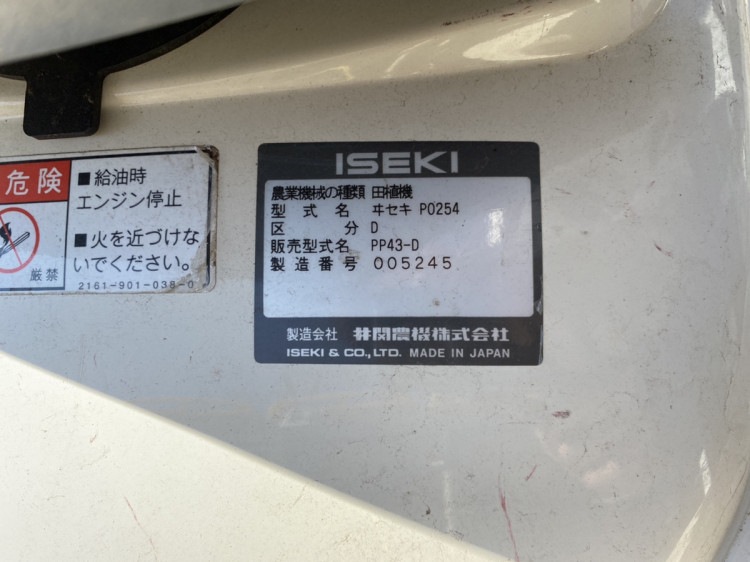 危険
厳禁
■給油時
エンジン停止
■火を近づけな
いでください。
2161-901-038-0
ISEKI
農業機械の種類 田植機
型式名 ヰセキ P0254
区分 D
販売型式名 PP43-D
製造番号 005245
製造会社 井関農機株式会社
ISEKI & CO., LTD. MADE IN JAPAN